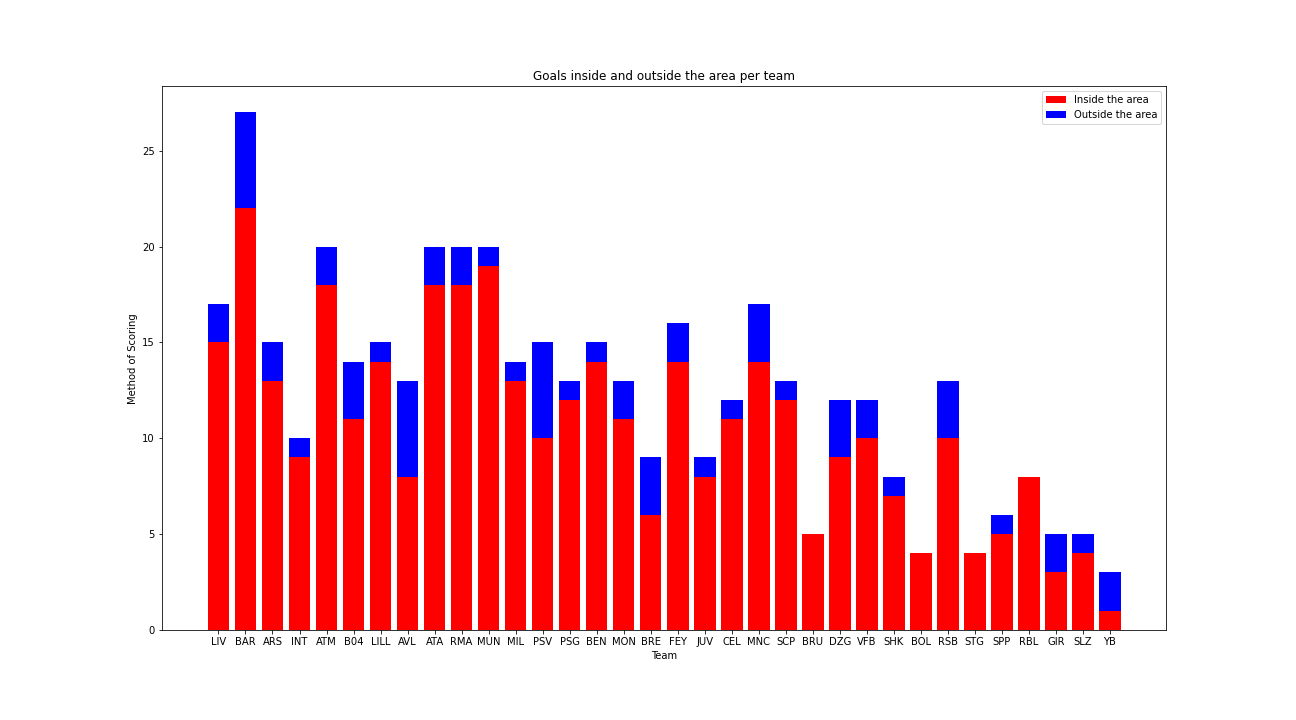 Goals inside and outside the area per team
Inside the area
Outside the area
Method of Scoring
25
20
15
10
5
0
LIV BAR ARS INT ATM B04 LILL AVL ATA RMA MUN MIL PSV PSG BEN MON BRE FEY JUV CEL MNC SCP BRU DZG VFB SHK BOL RSB STG SPP RBL GIR SLZ YB
Team